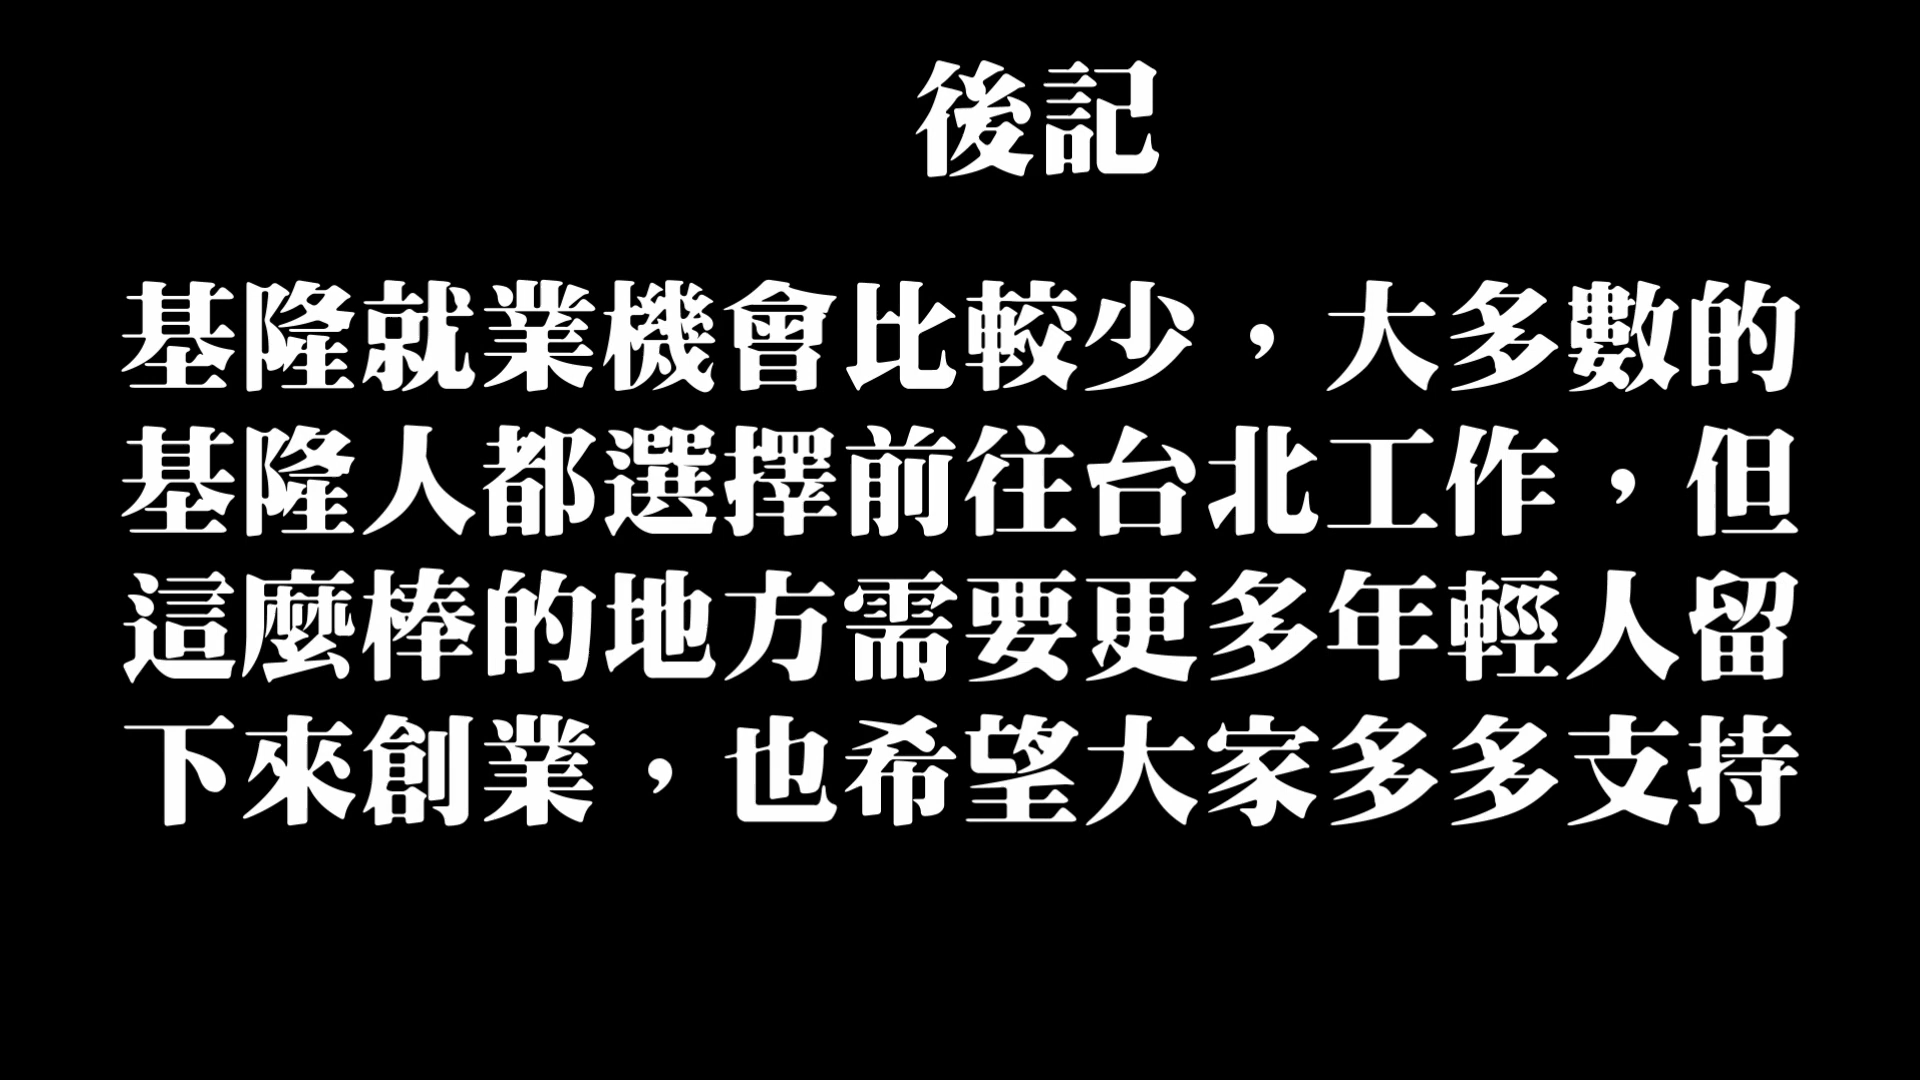 後記
基隆就業機會比較少，大多數的
基隆人都選擇前往台北工作，但
這麼棒的地方需要更多年輕人留
下來創業，也希望大家多多支持